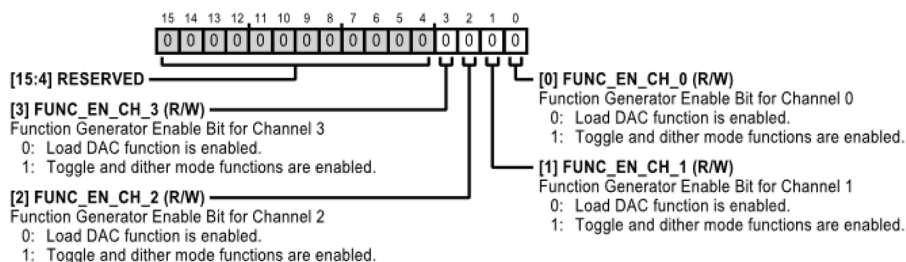 15 14 13 12 11 10 9 8 7 6 5 4 3 2 1 0
0 0 0 0 0 0 0 0 0 0 0 0 0 0 0 0
[15:4] RESERVED
[3] FUNC_EN_CH_3 (R/W)
Function Generator Enable Bit for Channel 3
0: Load DAC function is enabled.
1: Toggle and dither mode functions are enabled.
[2] FUNC_EN_CH_2 (R/W)
Function Generator Enable Bit for Channel 2
0: Load DAC function is enabled.
1: Toggle and dither mode functions are enabled.
[0] FUNC_EN_CH_0 (R/W)
Function Generator Enable Bit for Channel 0
0: Load DAC function is enabled.
1: Toggle and dither mode functions are enabled.
[1] FUNC_EN_CH_1 (R/W)
Function Generator Enable Bit for Channel 1
0: Load DAC function is enabled.
1: Toggle and dither mode functions are enabled.